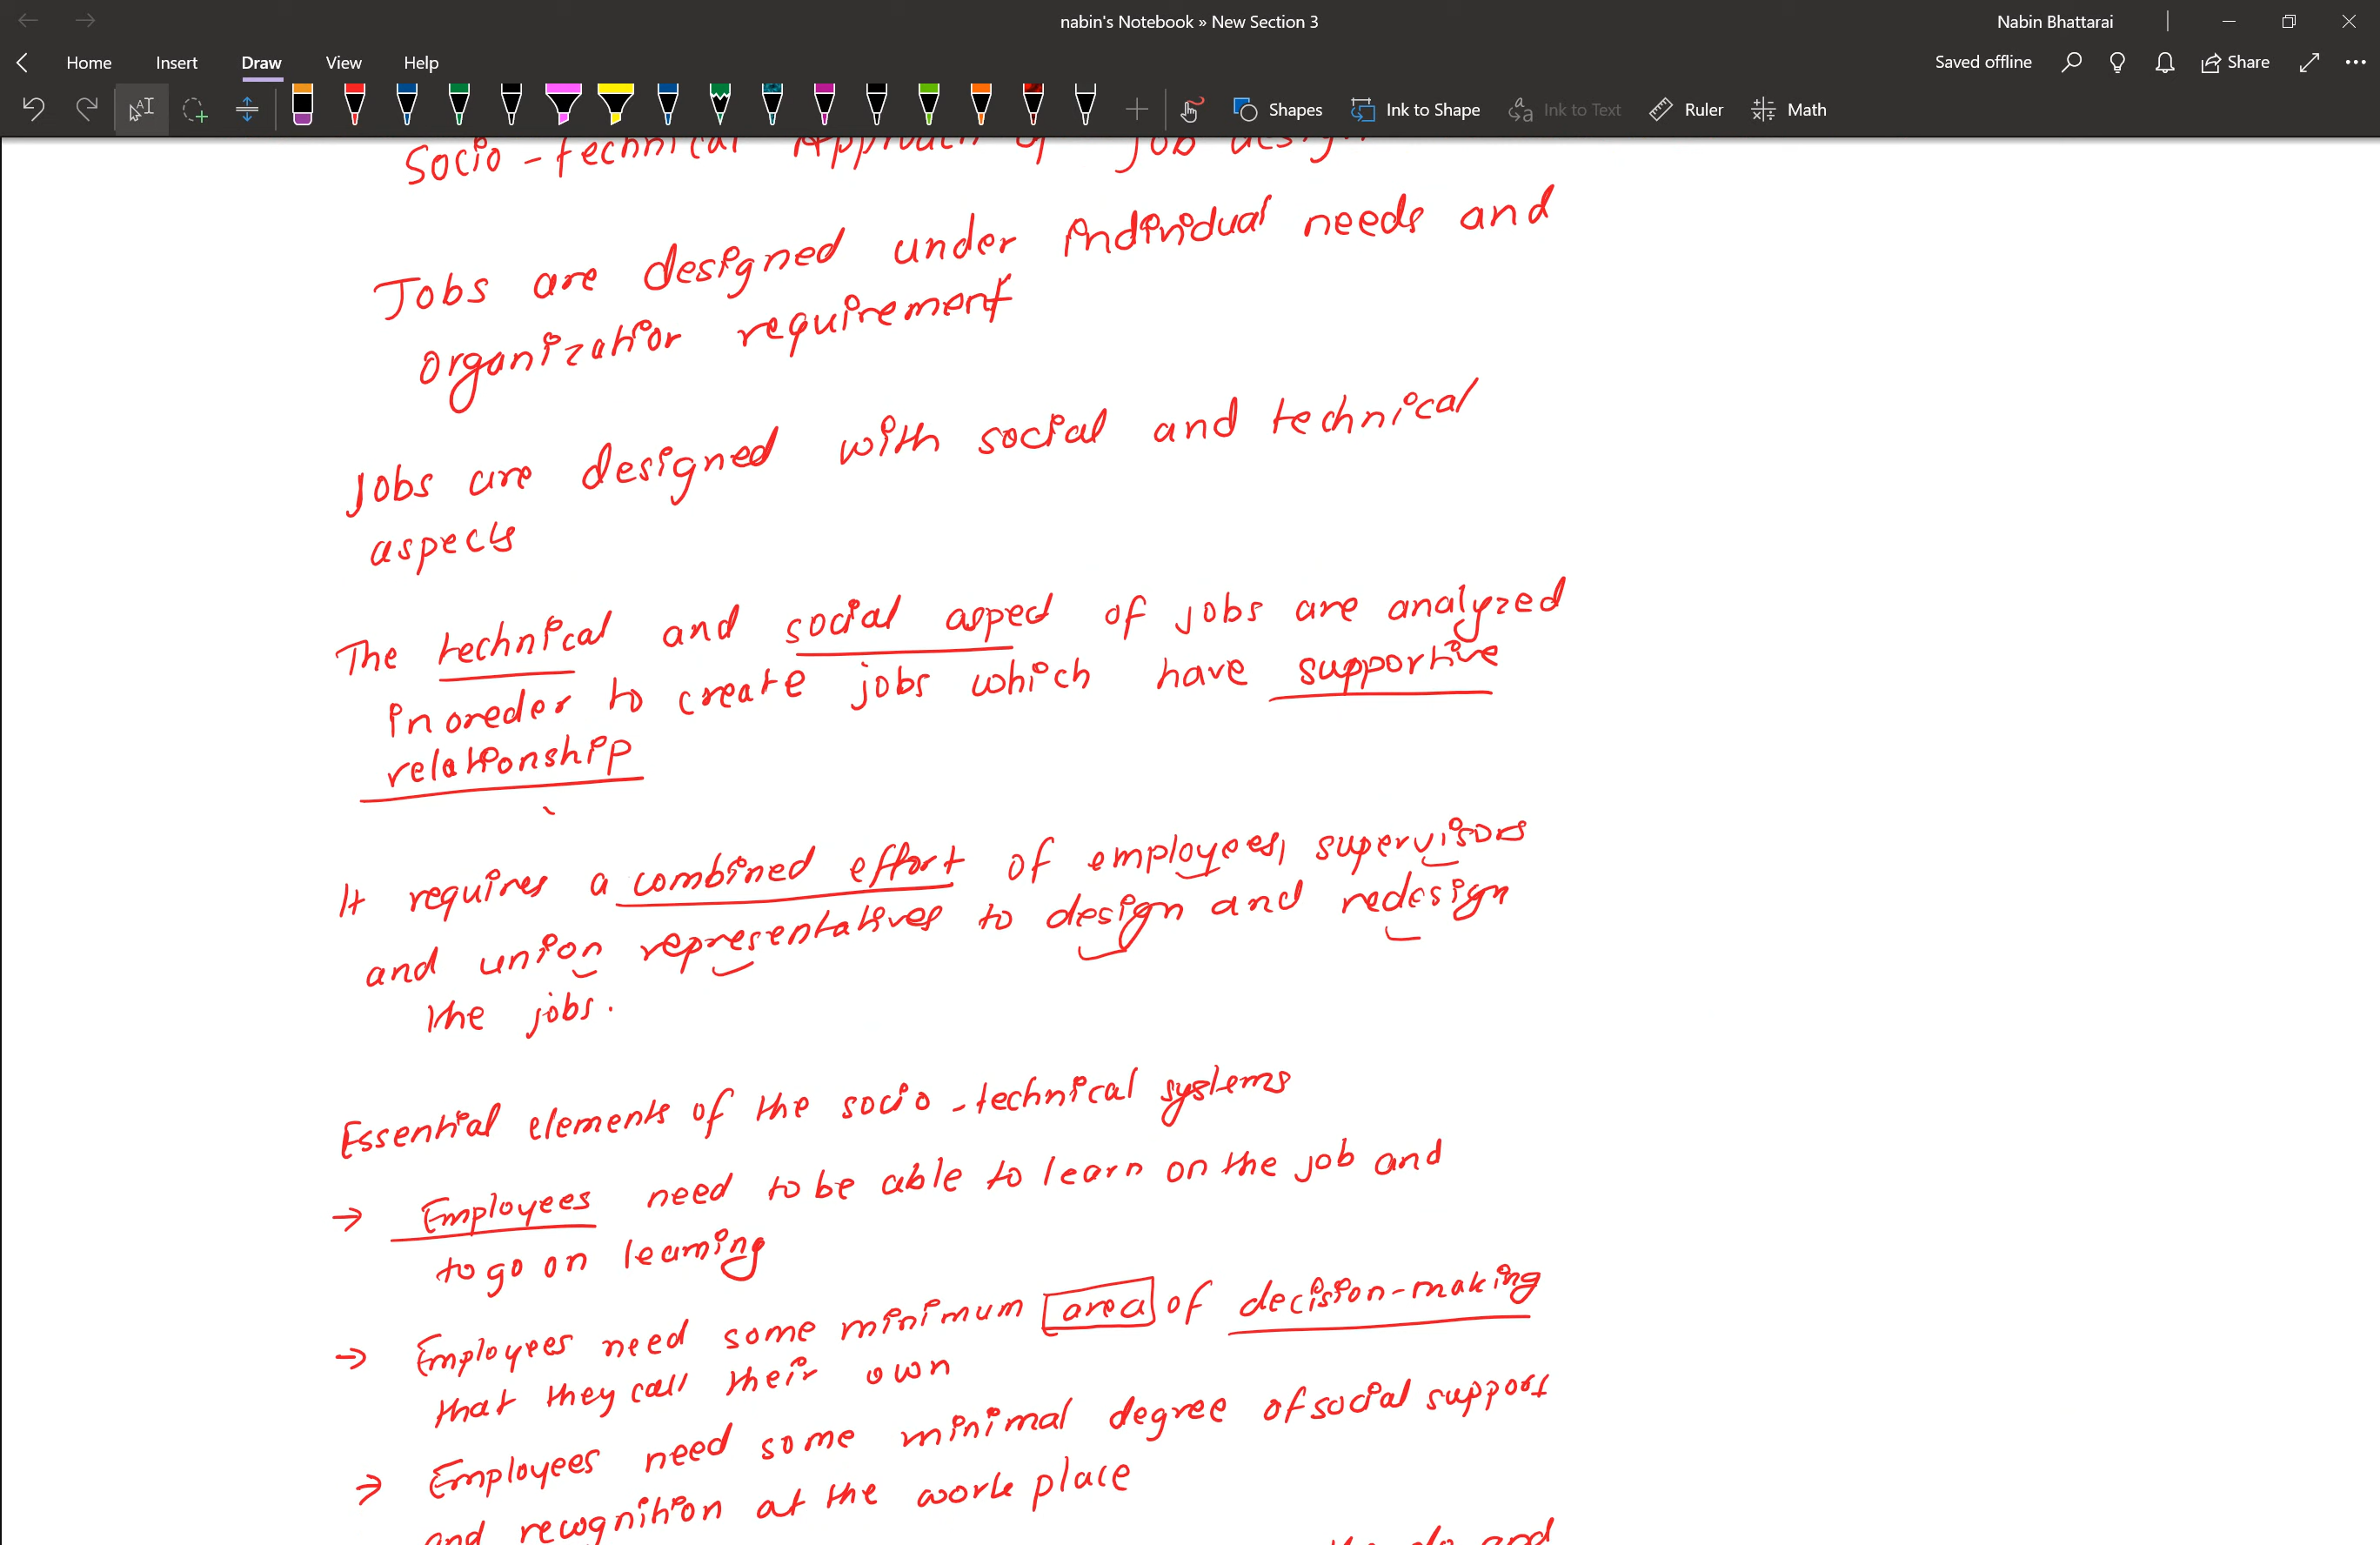 nabin's Notebook » New Section 3
Nabin Bhattarai
Home Insert Draw View Help
Saved offline
Share
Shapes
Ink to Shape
Ink to Text
Ruler
Math
Socio-technical Approach of Job design
Jobs are designed under individual needs and
organization requirement
Jobs are designed with social and technical
aspects
The technical and social aspect of jobs are analyzed
in oreder to create jobs which have supportive
relationship
It requires a combined effort of employees, supervisors
and union representatives to design and redesign
the jobs.
Essential elements of the socio-technical systems
→ Employees need to be able to learn on the job and
to go on learning
→ Employees need some minimum area of decision-making
that they call their own
→ Employees need some minimal degree of social support
and recognition at the work place
and